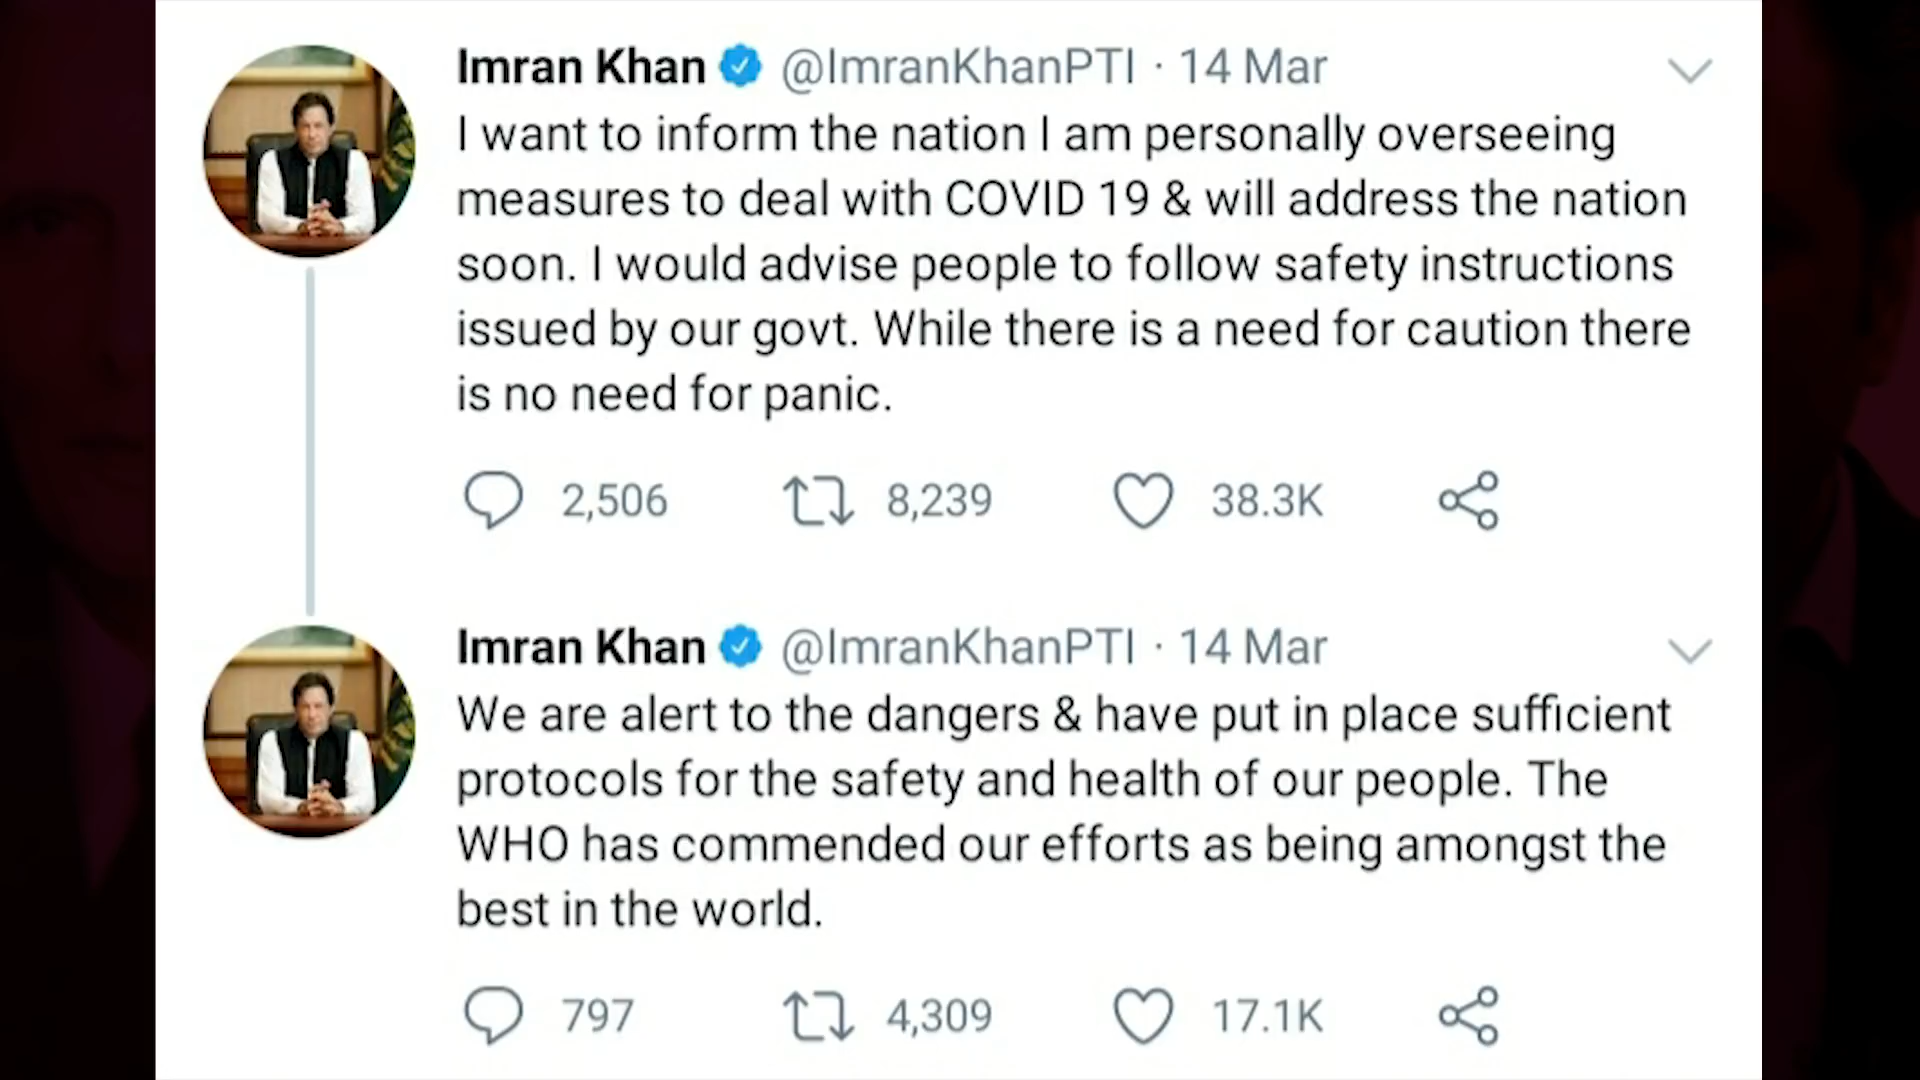 Imran Khan @ImranKhanPTI · 14 Mar
I want to inform the nation I am personally overseeing
measures to deal with COVID 19 & will address the nation
soon. I would advise people to follow safety instructions
issued by our govt. While there is a need for caution there
is no need for panic.
2,506 8,239 38.3K
Imran Khan @ImranKhanPTI · 14 Mar
We are alert to the dangers & have put in place sufficient
protocols for the safety and health of our people. The
WHO has commended our efforts as being amongst the
best in the world.
797 4,309 17.1K